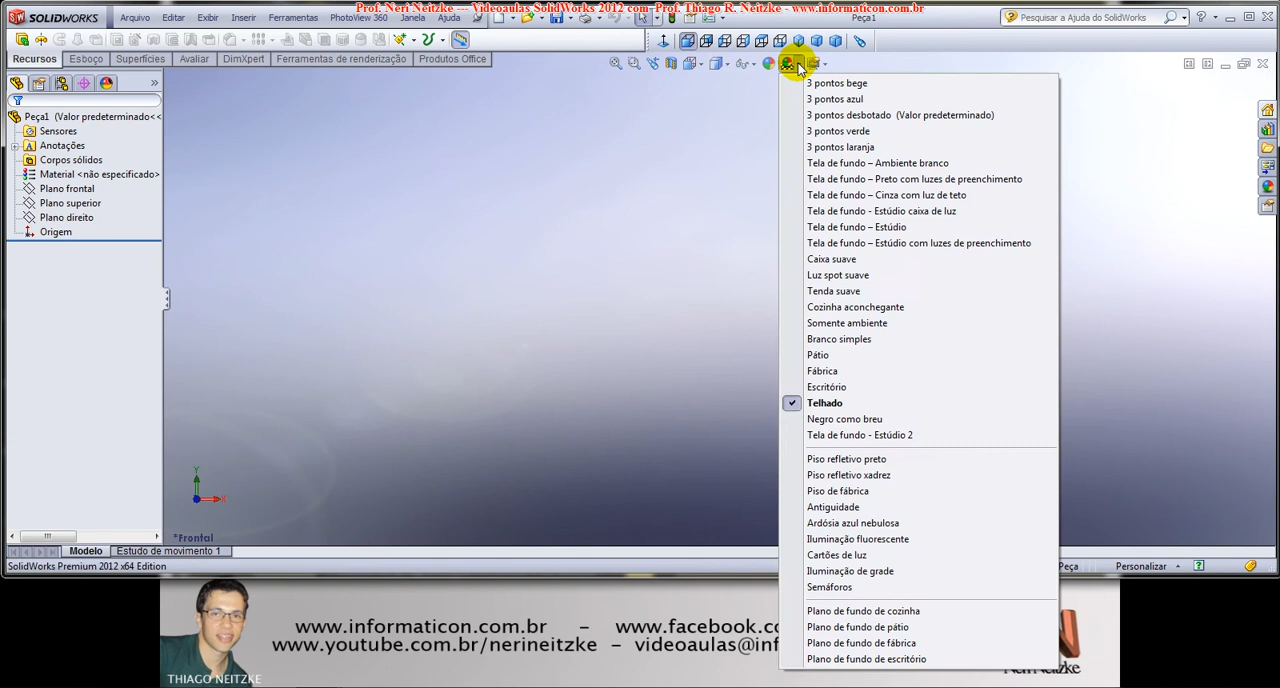 Prof. Neri Neitzke --- Videoaulas SolidWorks 2012 com Prof. Thiago R. Neitzke - www.informaticon.com.br
SOLIDWORKS Arquivo Editar Exibir Inserir Ferramentas PhotoView 360 Janela Ajuda Peça1 Pesquisar a Ajuda do SolidWorks
Recursos Esboço Superfícies Avaliar DimXpert Ferramentas de renderização Produtos Office
Peça1 (Valor predeterminado<<
Sensores
Anotações
Corpos sólidos
Material <não especificado>
Plano frontal
Plano superior
Plano direito
Origem
3 pontos bege
3 pontos azul
3 pontos desbotado (Valor predeterminado)
3 pontos verde
3 pontos laranja
Tela de fundo – Ambiente branco
Tela de fundo – Preto com luzes de preenchimento
Tela de fundo – Cinza com luz de teto
Tela de fundo - Estúdio caixa de luz
Tela de fundo – Estúdio
Tela de fundo – Estúdio com luzes de preenchimento
Caixa suave
Luz spot suave
Tenda suave
Cozinha aconchegante
Somente ambiente
Branco simples
Pátio
Fábrica
Escritório
Telhado
Negro como breu
Tela de fundo - Estúdio 2
Piso refletivo preto
Piso refletivo xadrez
Piso de fábrica
Antiguidade
Ardósia azul nebulosa
Iluminação fluorescente
Cartões de luz
Iluminação de grade
Semáforos
Plano de fundo de cozinha
Plano de fundo de pátio
Plano de fundo de fábrica
Plano de fundo de escritório
Y
X
*Frontal
Modelo Estudo de movimento 1
SolidWorks Premium 2012 x64 Edition Peça Personalizar
www.informaticon.com.br – www.facebook.co
www.youtube.com.br/nerineitzke – videoaulas@inf
THIAGO NEITZKE
Neri Neitzke